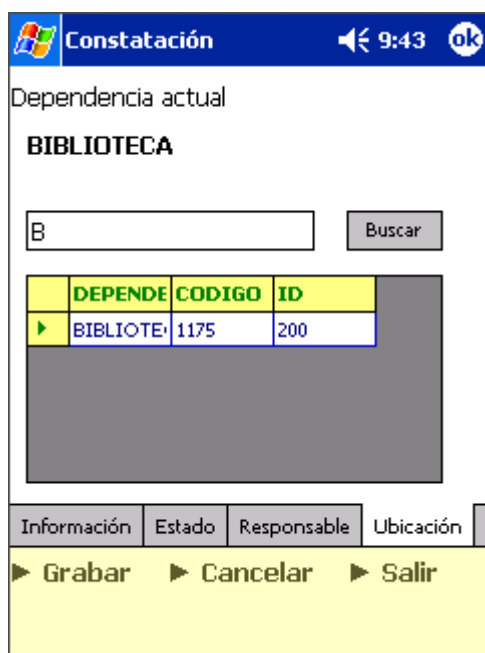 Constatación 9:43 ok
Dependencia actual
BIBLIOTECA
B Buscar
DEPENDE CODIGO ID
BIBLIOTE 1175 200
Información Estado Responsable Ubicación
Grabar Cancelar Salir